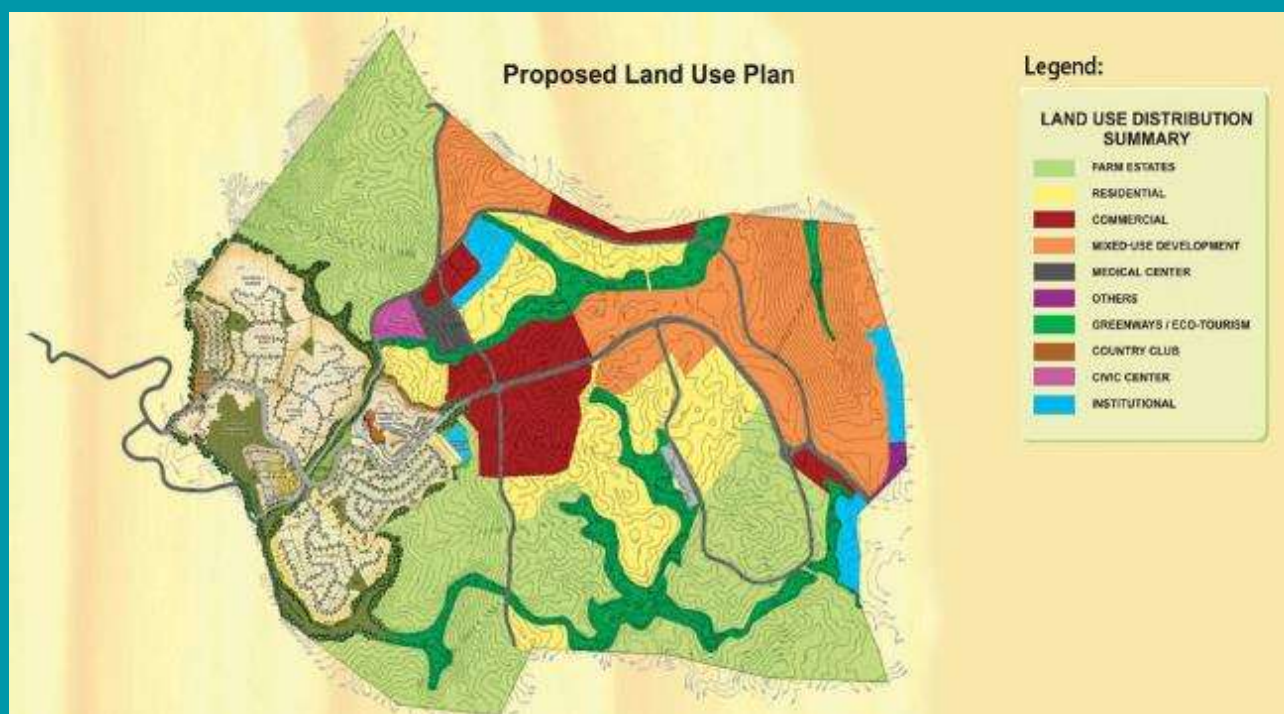 Proposed Land Use Plan
Legend:
LAND USE DISTRIBUTION
SUMMARY
FARM ESTATES
RESIDENTIAL
COMMERCIAL
MIXED-USE DEVELOPMENT
MEDICAL CENTER
OTHERS
GREENWAYS / ECO-TOURISM
COUNTRY CLUB
CIVIC CENTER
INSTITUTIONAL